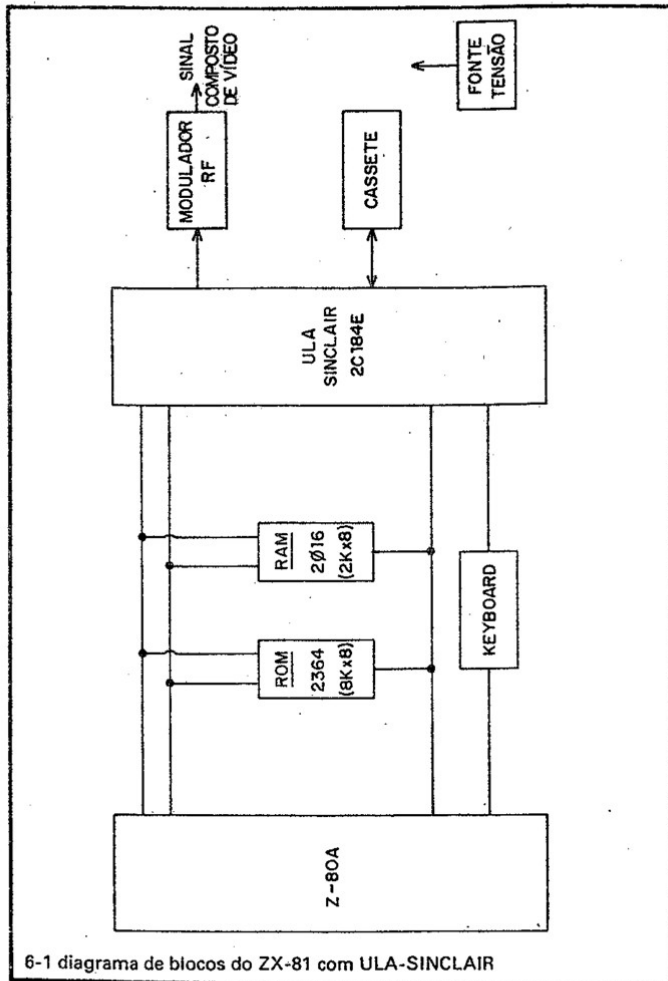 Z-80A
ROM
2364
(8Kx8)
RAM
2Ø16
(2Kx8)
KEYBOARD
ULA
SINCLAIR
2C184E
MODULADOR
RF
SINAL
COMPOSTO
DE VÍDEO
CASSETE
FONTE
TENSÃO
6-1 diagrama de blocos do ZX-81 com ULA-SINCLAIR